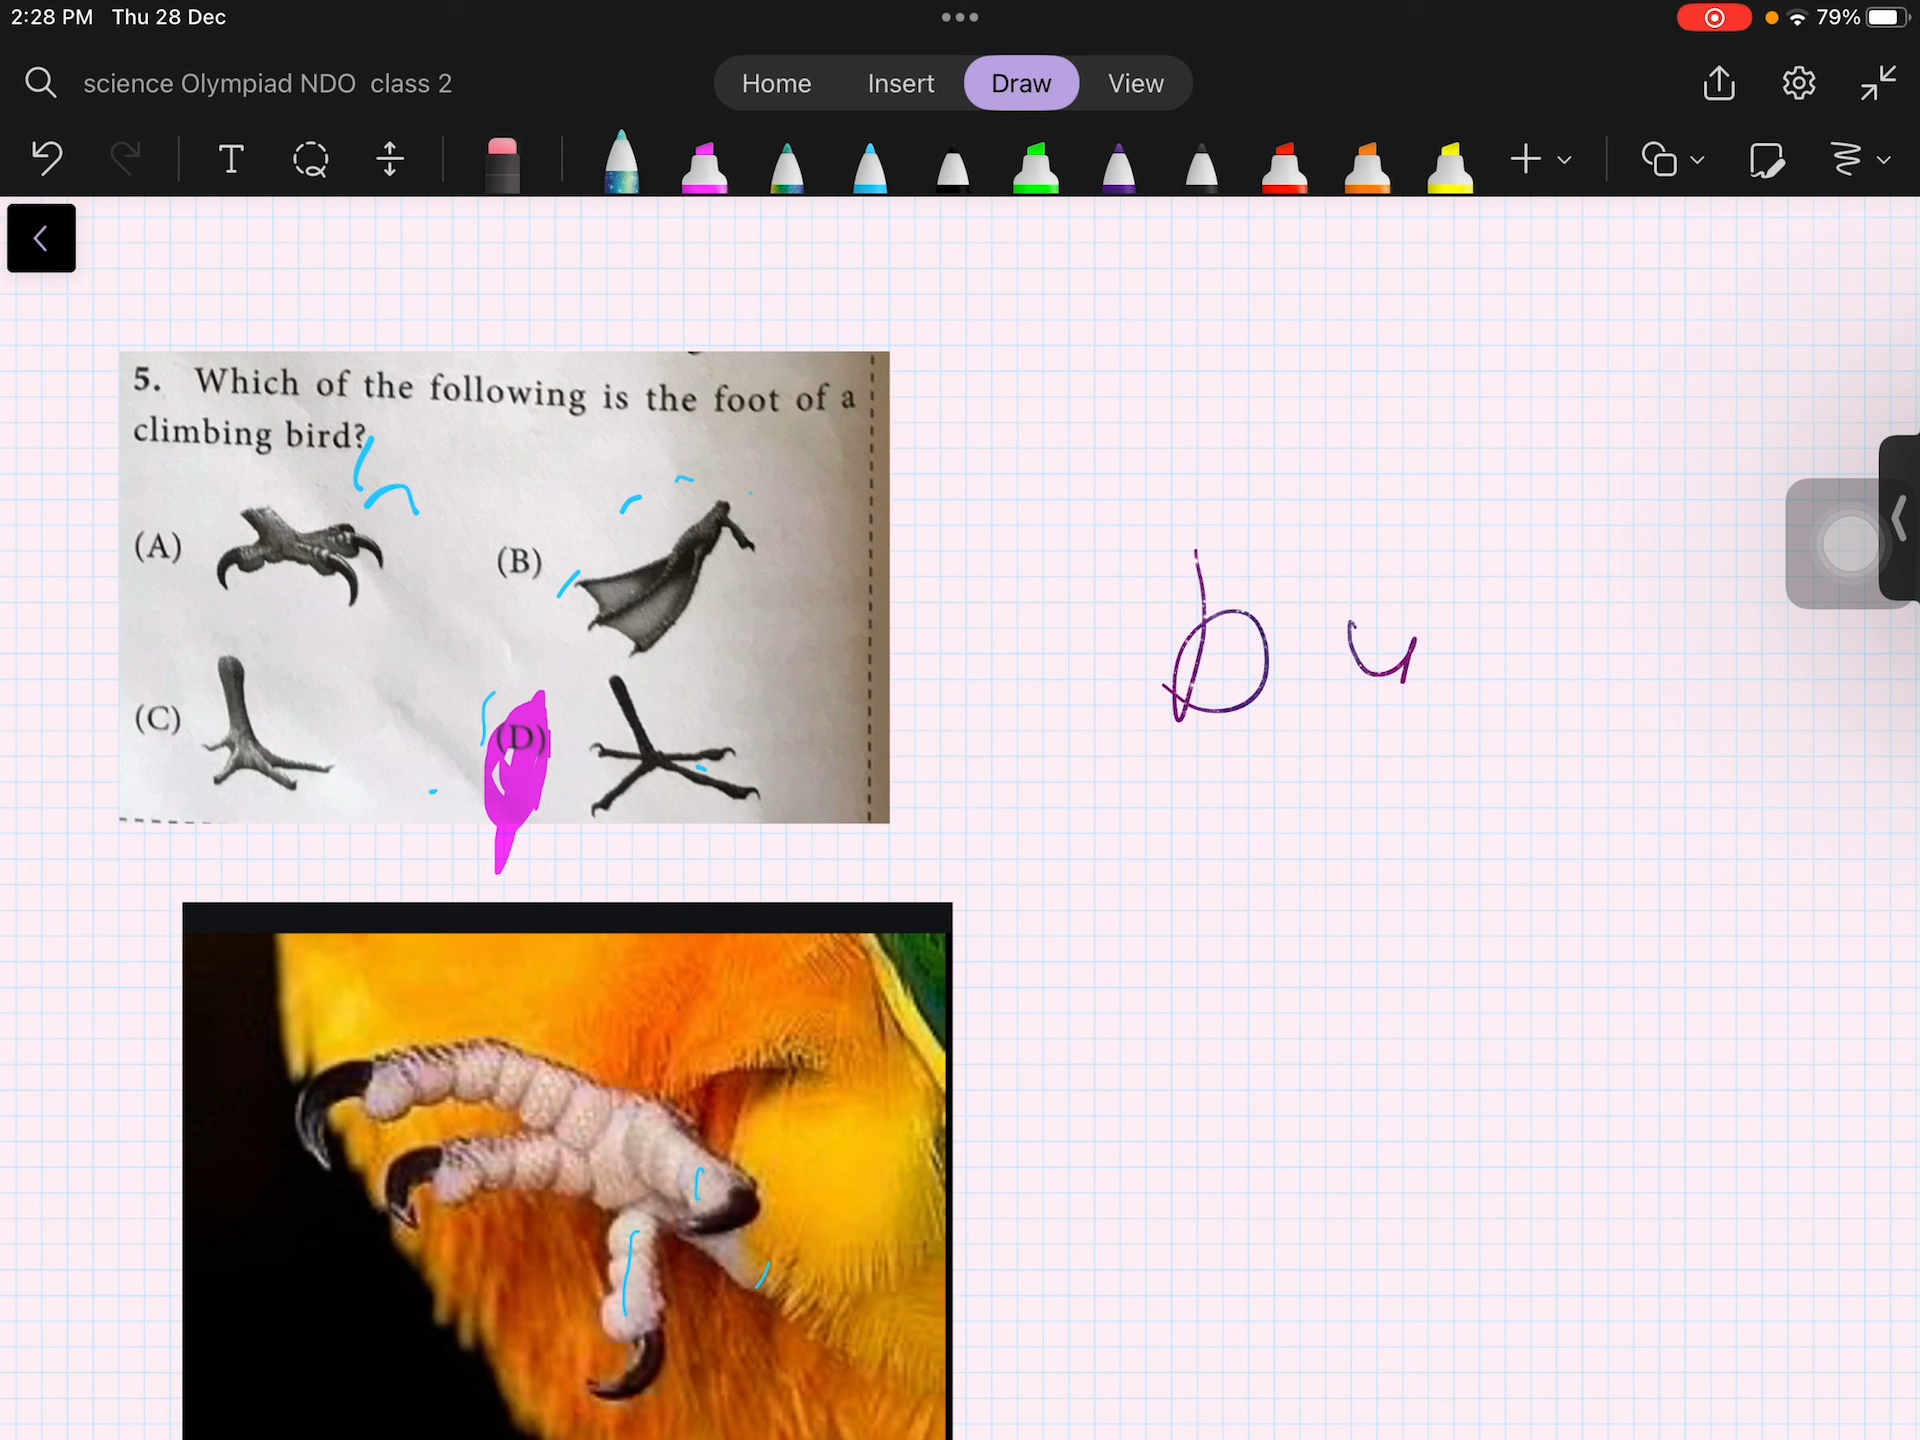 2:28 PM Thu 28 Dec
79%
science Olympiad NDO class 2
Home Insert Draw View
T
5. Which of the following is the foot of a
climbing bird?
(A) (B)
(C) (D)
b u